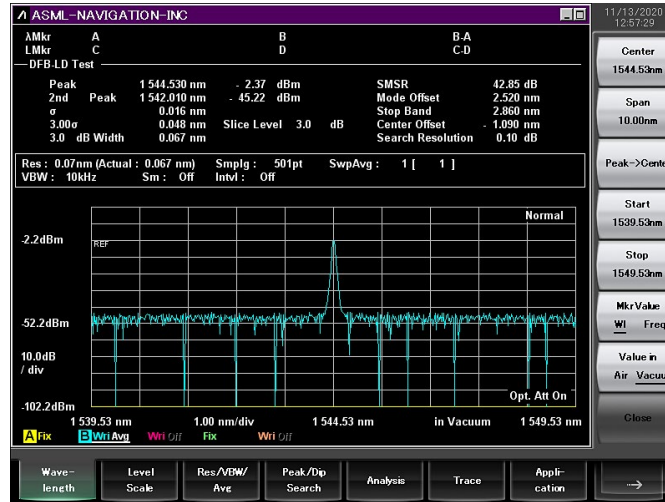 ASML-NAVIGATION-INC
11/13/2020
12:57:29
λMkr A B B-A
LMkr C D C-D
DFB-LD Test
Peak 1 544.530 nm - 2.37 dBm SMSR 42.85 dB
2nd Peak 1 542.010 nm - 45.22 dBm Mode Offset 2.520 nm
σ 0.016 nm Stop Band 2.860 nm
3.00σ 0.048 nm Slice Level 3.0 dB Center Offset - 1.090 nm
3.0 dB Width 0.067 nm Search Resolution 0.10 dB
Res : 0.07nm (Actual : 0.067 nm) Smplg : 501pt SwpAvg : 1 [ 1 ]
VBW : 10kHz Sm : Off Intvl : Off
Normal
-2.2dBm
REF
-52.2dBm
10.0dB
/ div
Opt. Att On
-102.2dBm
1 539.53 nm 1.00 nm/div 1 544.53 nm in Vacuum 1 549.53 nm
A Fix B Wri Avg Wri Off Fix Wri Off
Center
1544.53nm
Span
10.00nm
Peak->Cente
Start
1539.53nm
Stop
1549.53nm
MkrValue
Wl Freq
Value in
Air Vacuu
Close
Wave-
length
Level
Scale
Res/VBW/
Avg
Peak/Dip
Search
Analysis
Trace
Appli-
cation